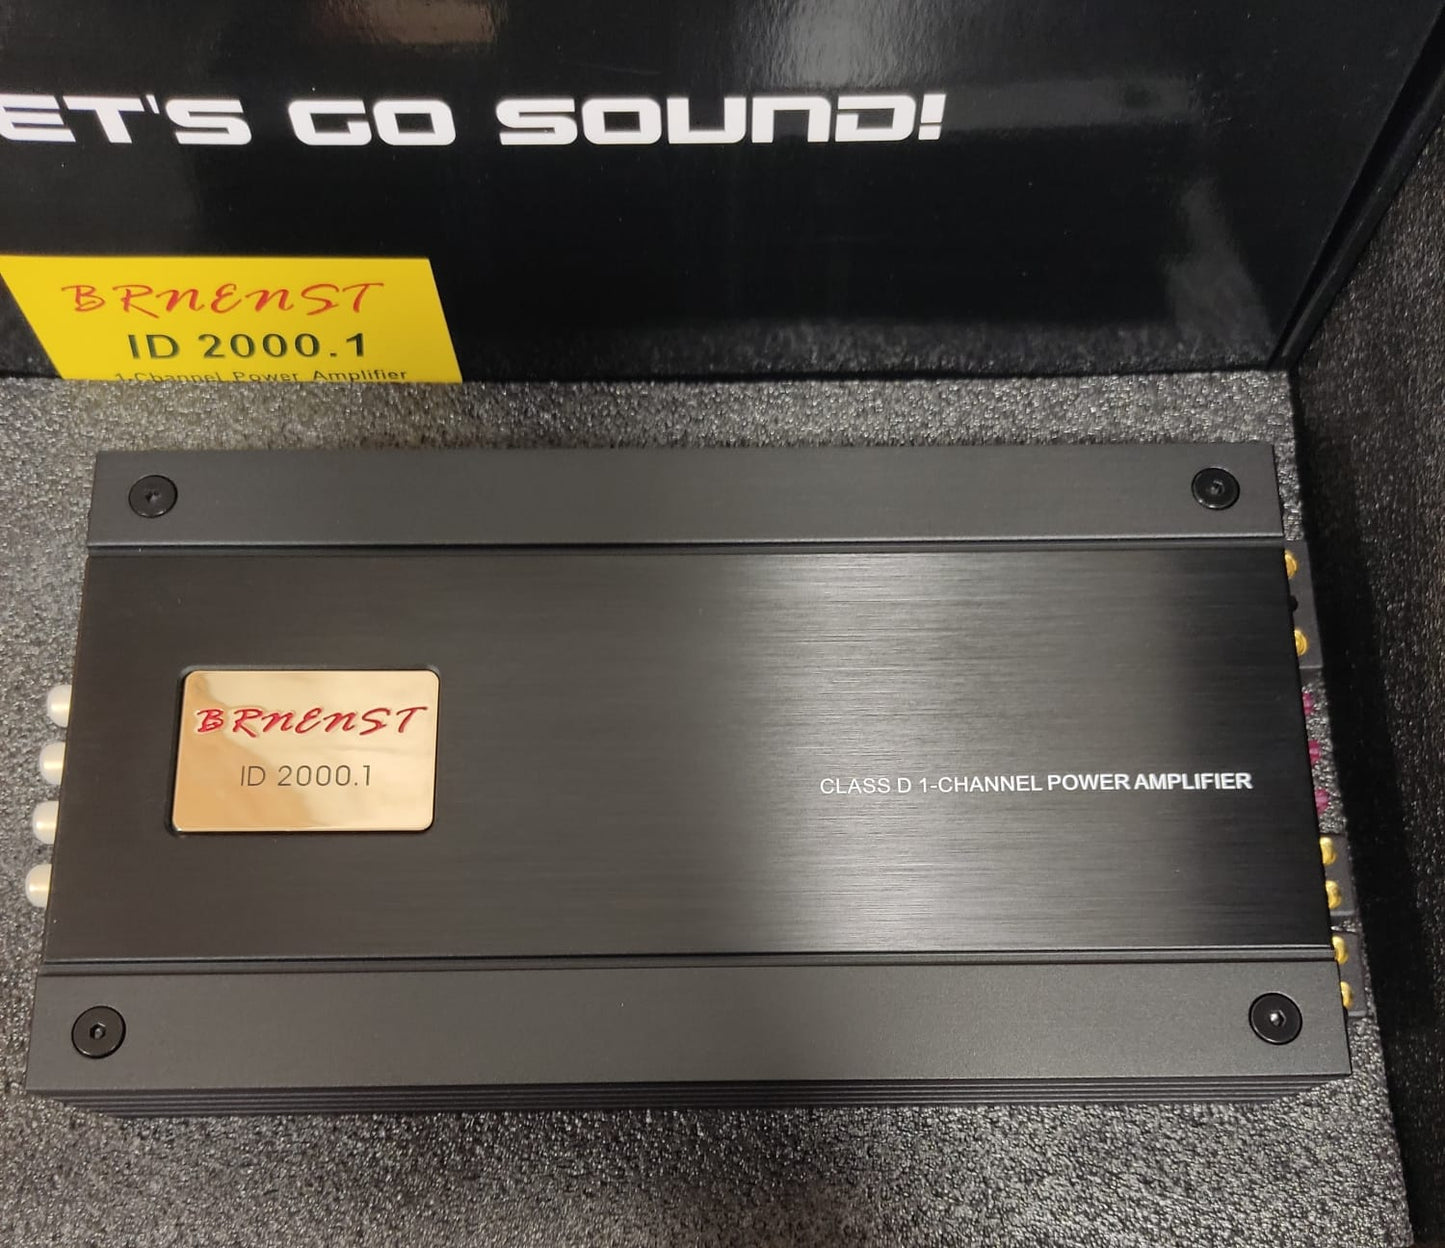 ET'S GO SOUND!
BRNENST
ID 2000.1
1-Channel Power Amplifier
BRNENST
ID 2000.1
CLASS D 1-CHANNEL POWER AMPLIFIER